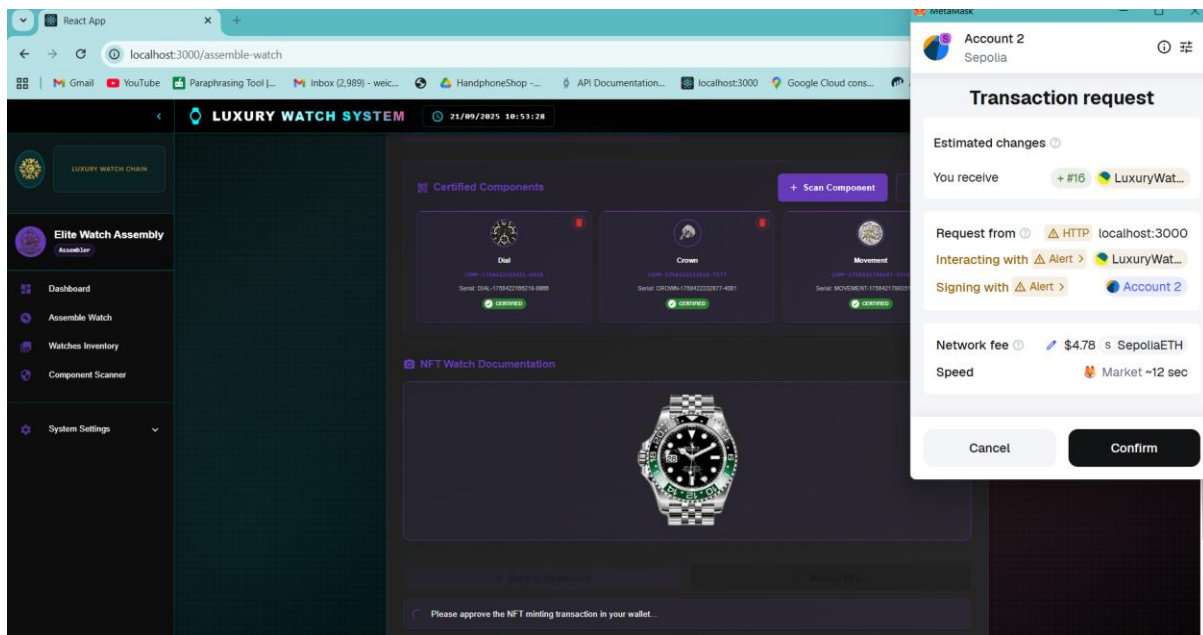 React App
MetaMask
localhost:3000/assemble-watch
Gmail
YouTube
Paraphrasing Tool |...
Inbox (2,989) - weic...
HandphoneShop -...
API Documentation...
localhost:3000
Google Cloud cons...
LUXURY WATCH SYSTEM
21/09/2025 10:53:28
LUXURY WATCH CHAIN
Elite Watch Assembly
Assembler
Dashboard
Assemble Watch
Watches Inventory
Component Scanner
System Settings
Certified Components
+ Scan Component
Dial
CERTIFIED
Crown
CERTIFIED
Movement
CERTIFIED
NFT Watch Documentation
Please approve the NFT minting transaction in your wallet...
Account 2
Sepolia
Transaction request
Estimated changes
You receive + #16 LuxuryWat...
Request from HTTP localhost:3000
Interacting with Alert > LuxuryWat...
Signing with Alert > Account 2
Network fee $4.78 S SepoliaETH
Speed Market ~12 sec
Cancel
Confirm